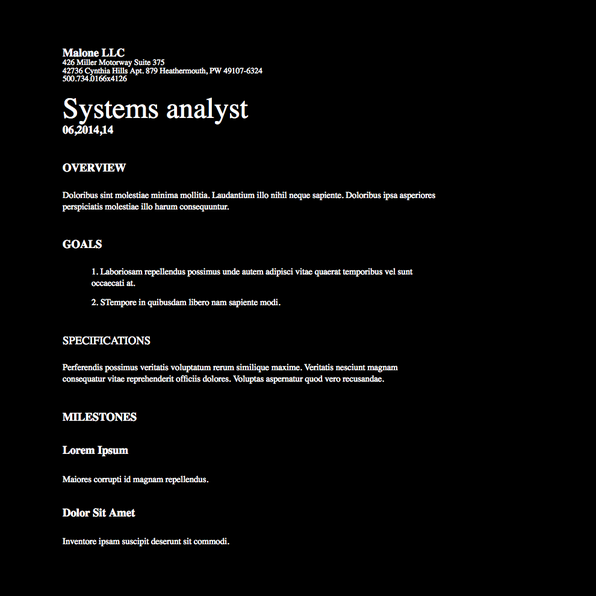 Malone LLC
426 Miller Motorway Suite 375
42736 Cynthia Hills Apt. 879 Heathermouth, PW 49107-6324
500.734.0166x4126
Systems analyst
06,2014,14
OVERVIEW
Doloribus sint molestiae minima mollitia. Laudantium illo nihil neque sapiente. Doloribus ipsa asperiores
perspiciatis molestiae illo harum consequuntur.
GOALS
1. Laboriosam repellendus possimus unde autem adipisci vitae quaerat temporibus vel sunt
occaecati at.
2. STempore in quibusdam libero nam sapiente modi.
SPECIFICATIONS
Perferendis possimus veritatis voluptatum rerum similique maxime. Veritatis nesciunt magnam
consequatur vitae reprehenderit officiis dolores. Voluptas aspernatur quod vero recusandae.
MILESTONES
Lorem Ipsum
Maiores corrupti id magnam repellendus.
Dolor Sit Amet
Inventore ipsam suscipit deserunt sit commodi.